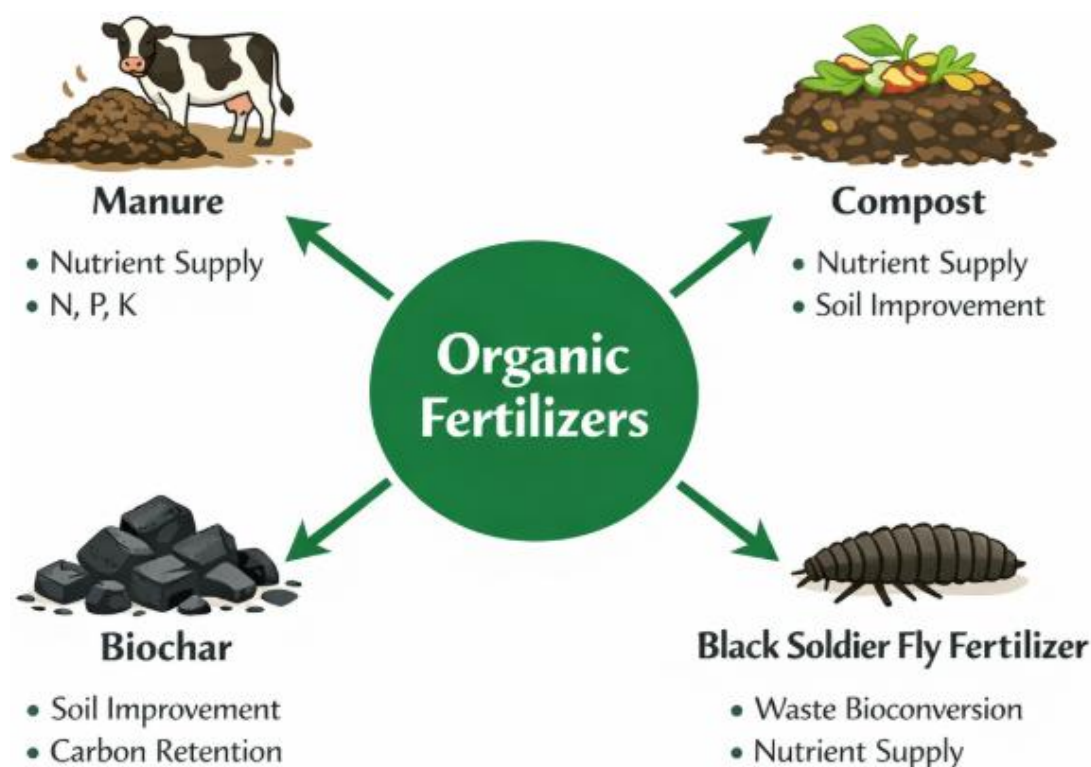 Manure
• Nutrient Supply
• N, P, K
Compost
• Nutrient Supply
• Soil Improvement
Organic
Fertilizers
Biochar
• Soil Improvement
• Carbon Retention
Black Soldier Fly Fertilizer
• Waste Bioconversion
• Nutrient Supply